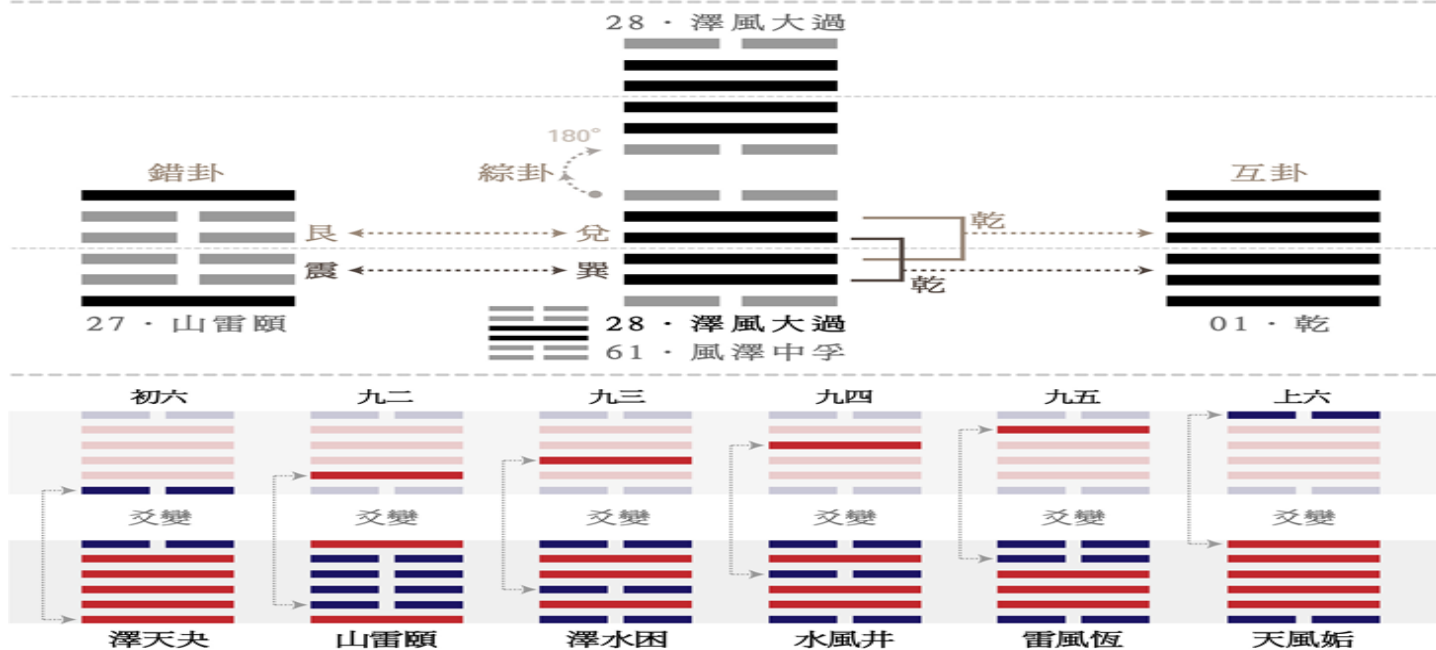 28 · 澤風大過
180°
錯卦
綜卦
互卦
艮
兌
乾
震
巽
乾
27 · 山雷頤
28 · 澤風大過
01 · 乾
61 · 風澤中孚
初六
九二
九三
九四
九五
上六
爻變
爻變
爻變
爻變
爻變
爻變
澤天夬
山雷頤
澤水困
水風井
雷風恆
天風姤